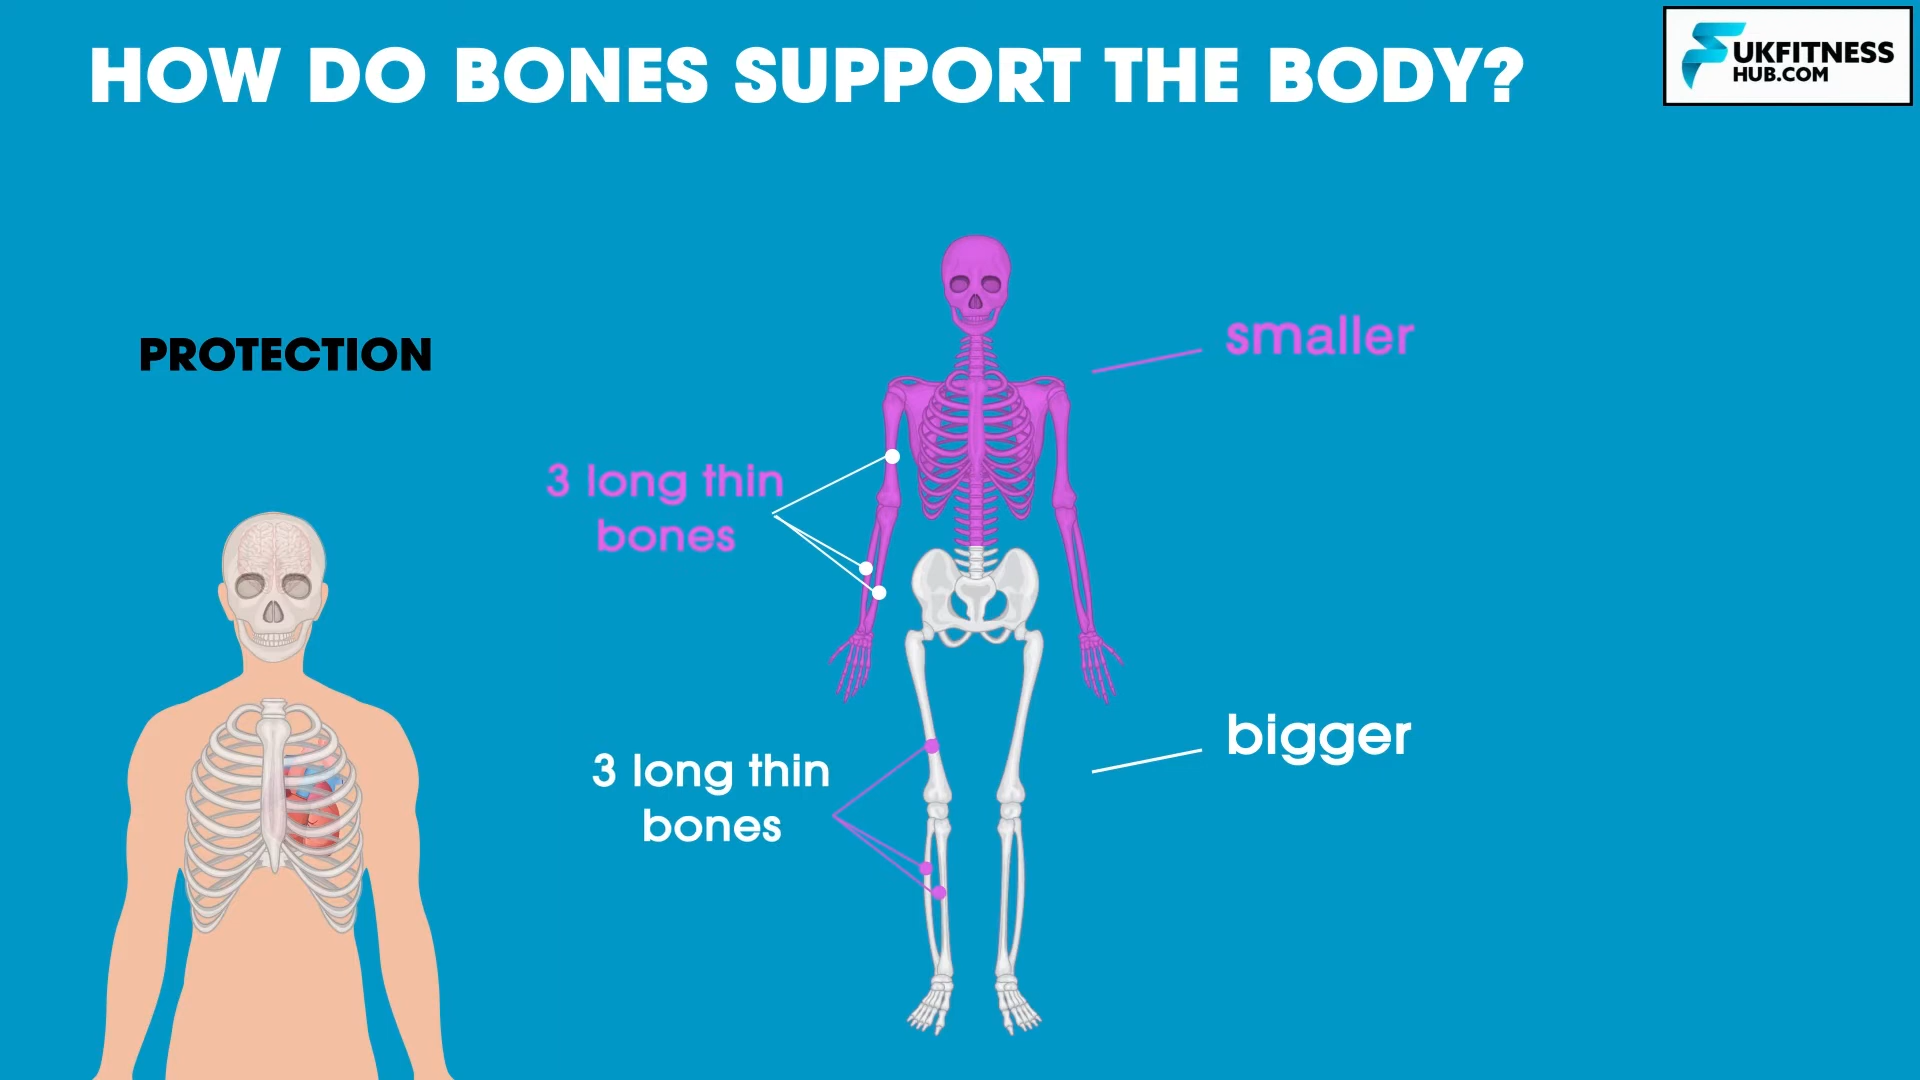 HOW DO BONES SUPPORT THE BODY?
UKFITNESS
HUB.COM
PROTECTION
smaller
3 long thin
bones
bigger
3 long thin
bones